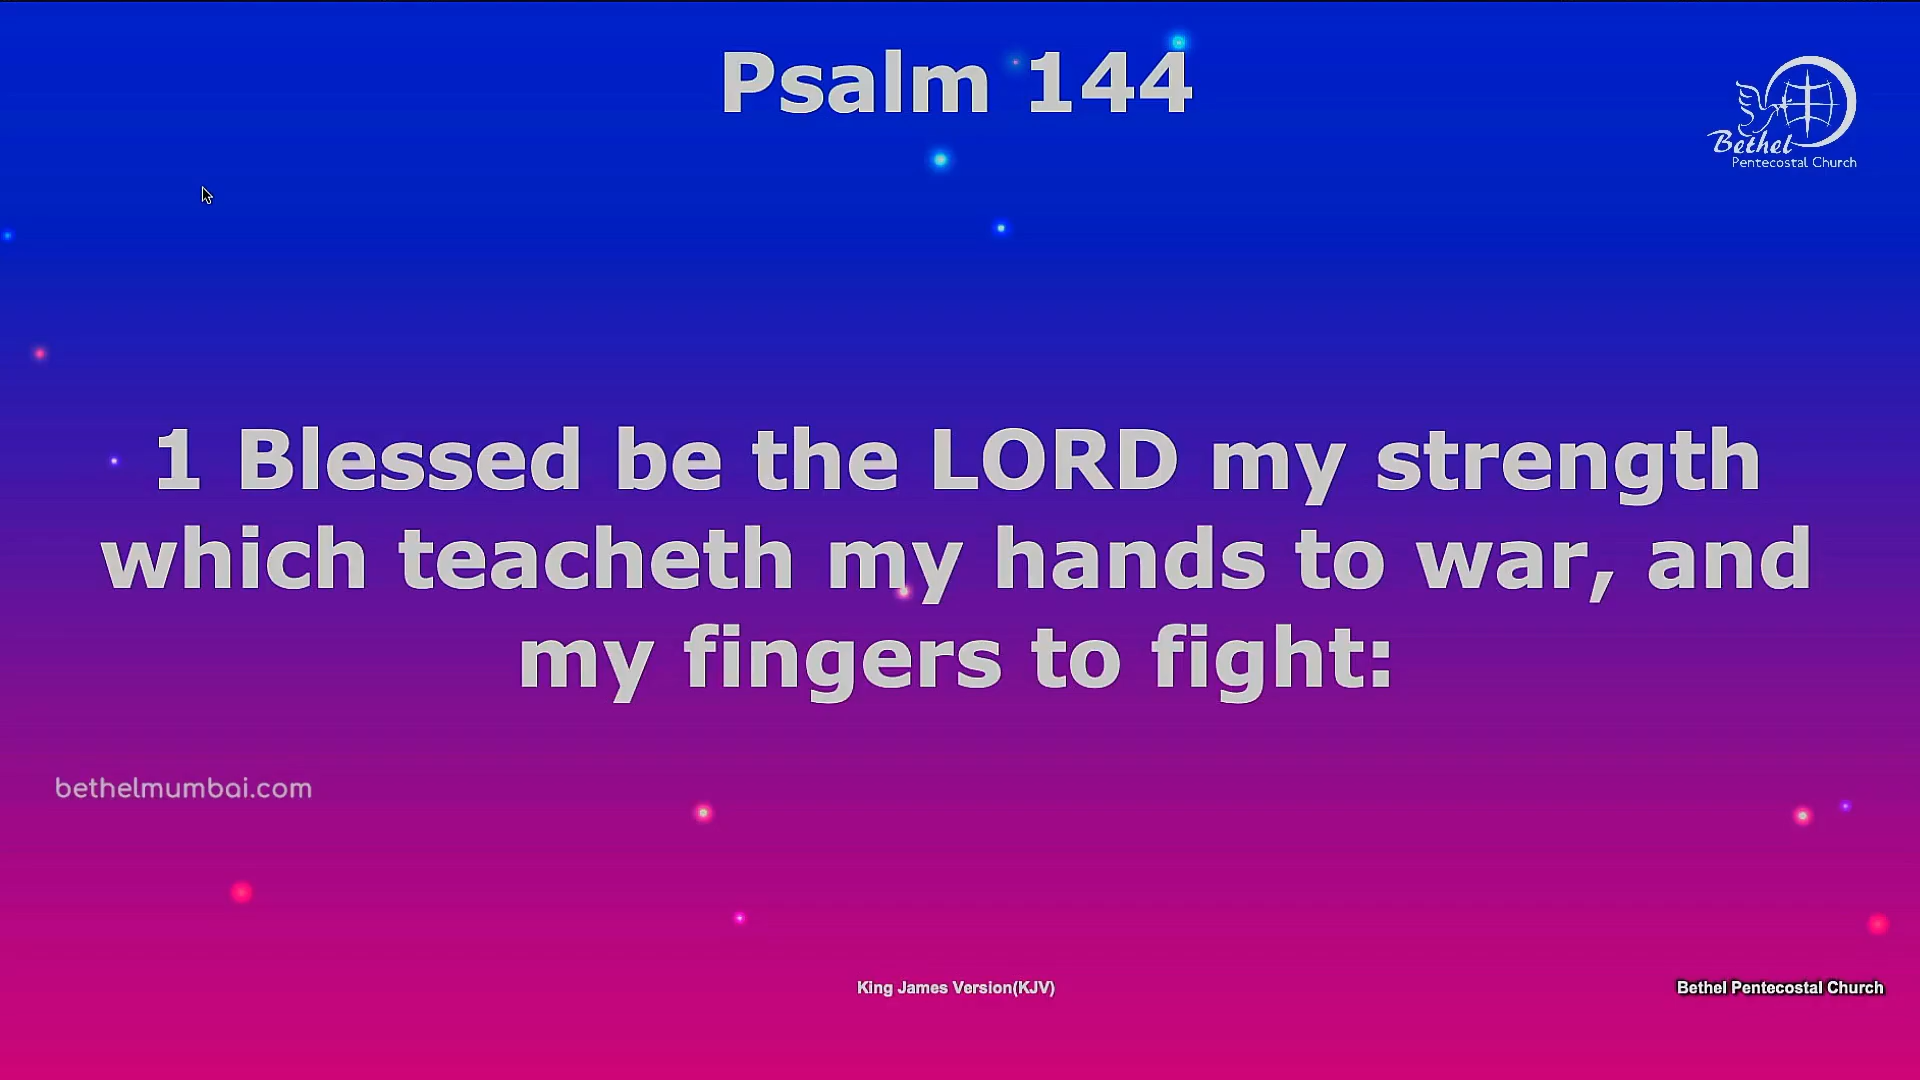 Psalm 144
Bethel
Pentecostal Church
1 Blessed be the LORD my strength
which teacheth my hands to war, and
my fingers to fight:
bethelmumbai.com
King James Version(KJV)
Bethel Pentecostal Church